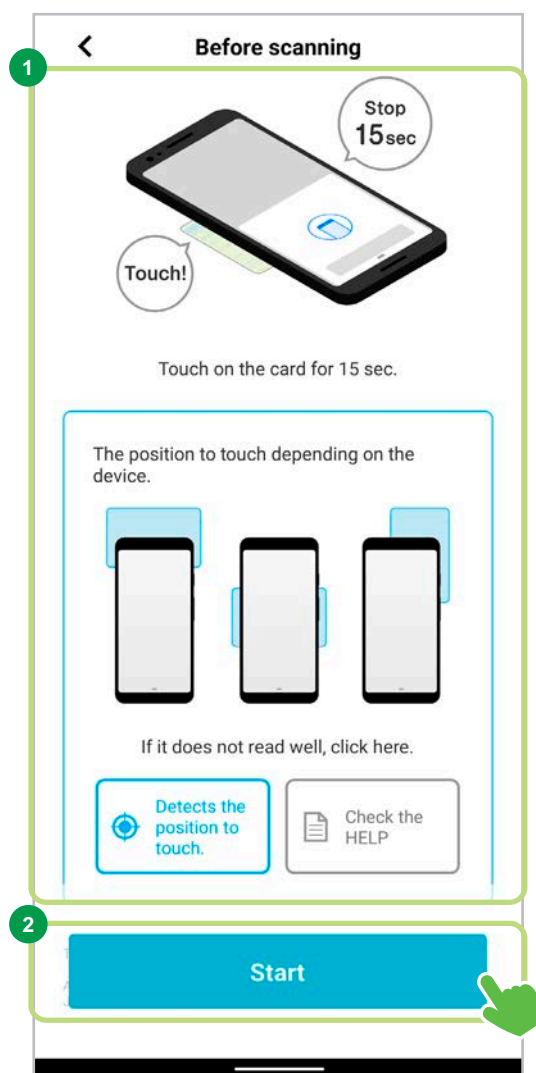 Before scanning
1
Stop
15 sec
Touch!
Touch on the card for 15 sec.
The position to touch depending on the
device.
If it does not read well, click here.
Detects the
position to
touch.
Check the
HELP
2
Start